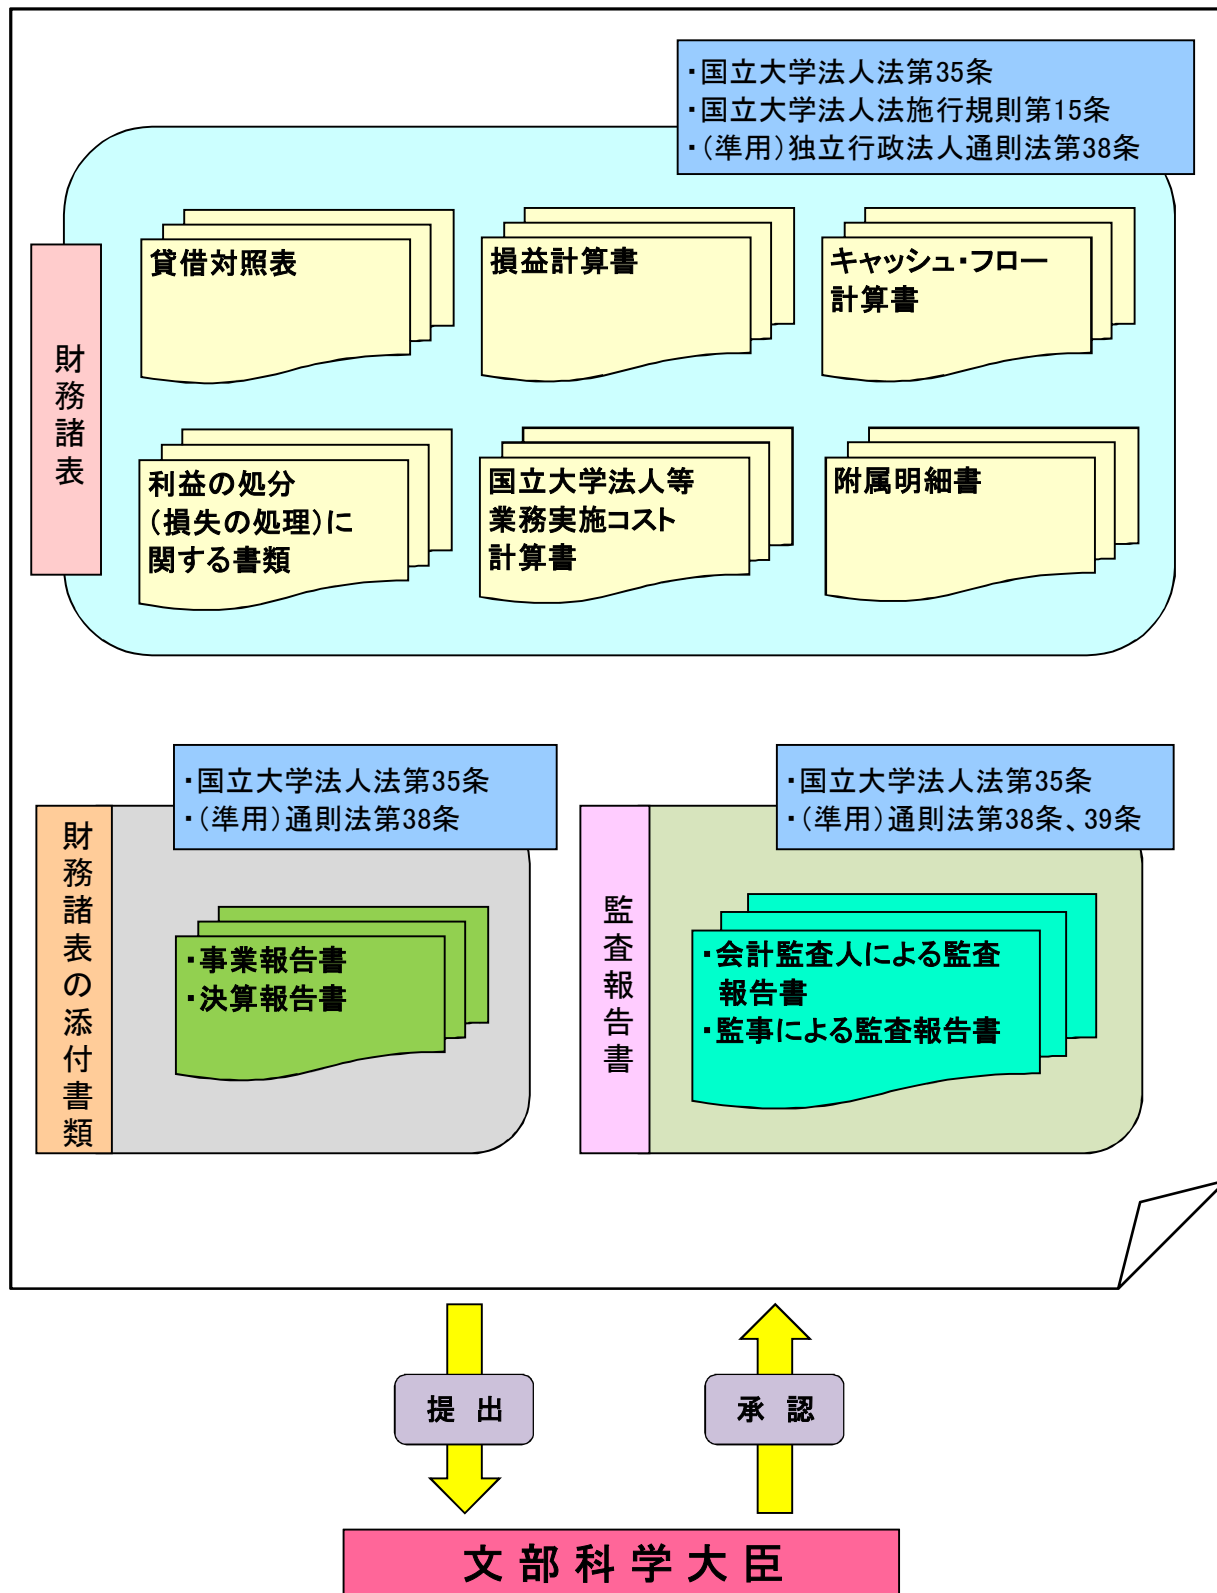 ・国立大学法人法第35条
・国立大学法人法施行規則第15条
・（準用）独立行政法人通則法第38条
財務諸表
貸借対照表
損益計算書
キャッシュ・フロー
計算書
利益の処分
（損失の処理）に
関する書類
国立大学法人等
業務実施コスト
計算書
附属明細書
・国立大学法人法第35条
・（準用）通則法第38条
財務諸表の添付書類
・事業報告書
・決算報告書
・国立大学法人法第35条
・（準用）通則法第38条、39条
監査報告書
・会計監査人による監査
報告書
・監事による監査報告書
提 出
承 認
文部科学大臣